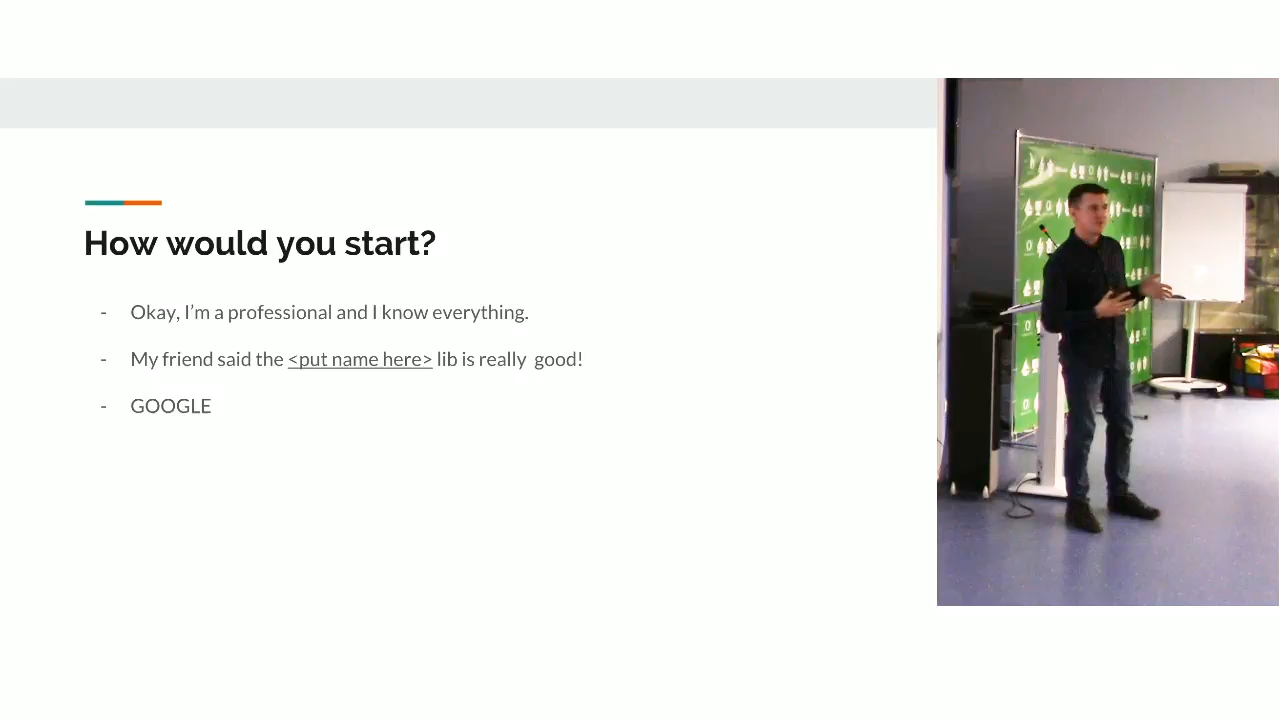 How would you start?
- Okay, I'm a professional and I know everything.
- My friend said the <put name here> lib is really  good!
- GOOGLE